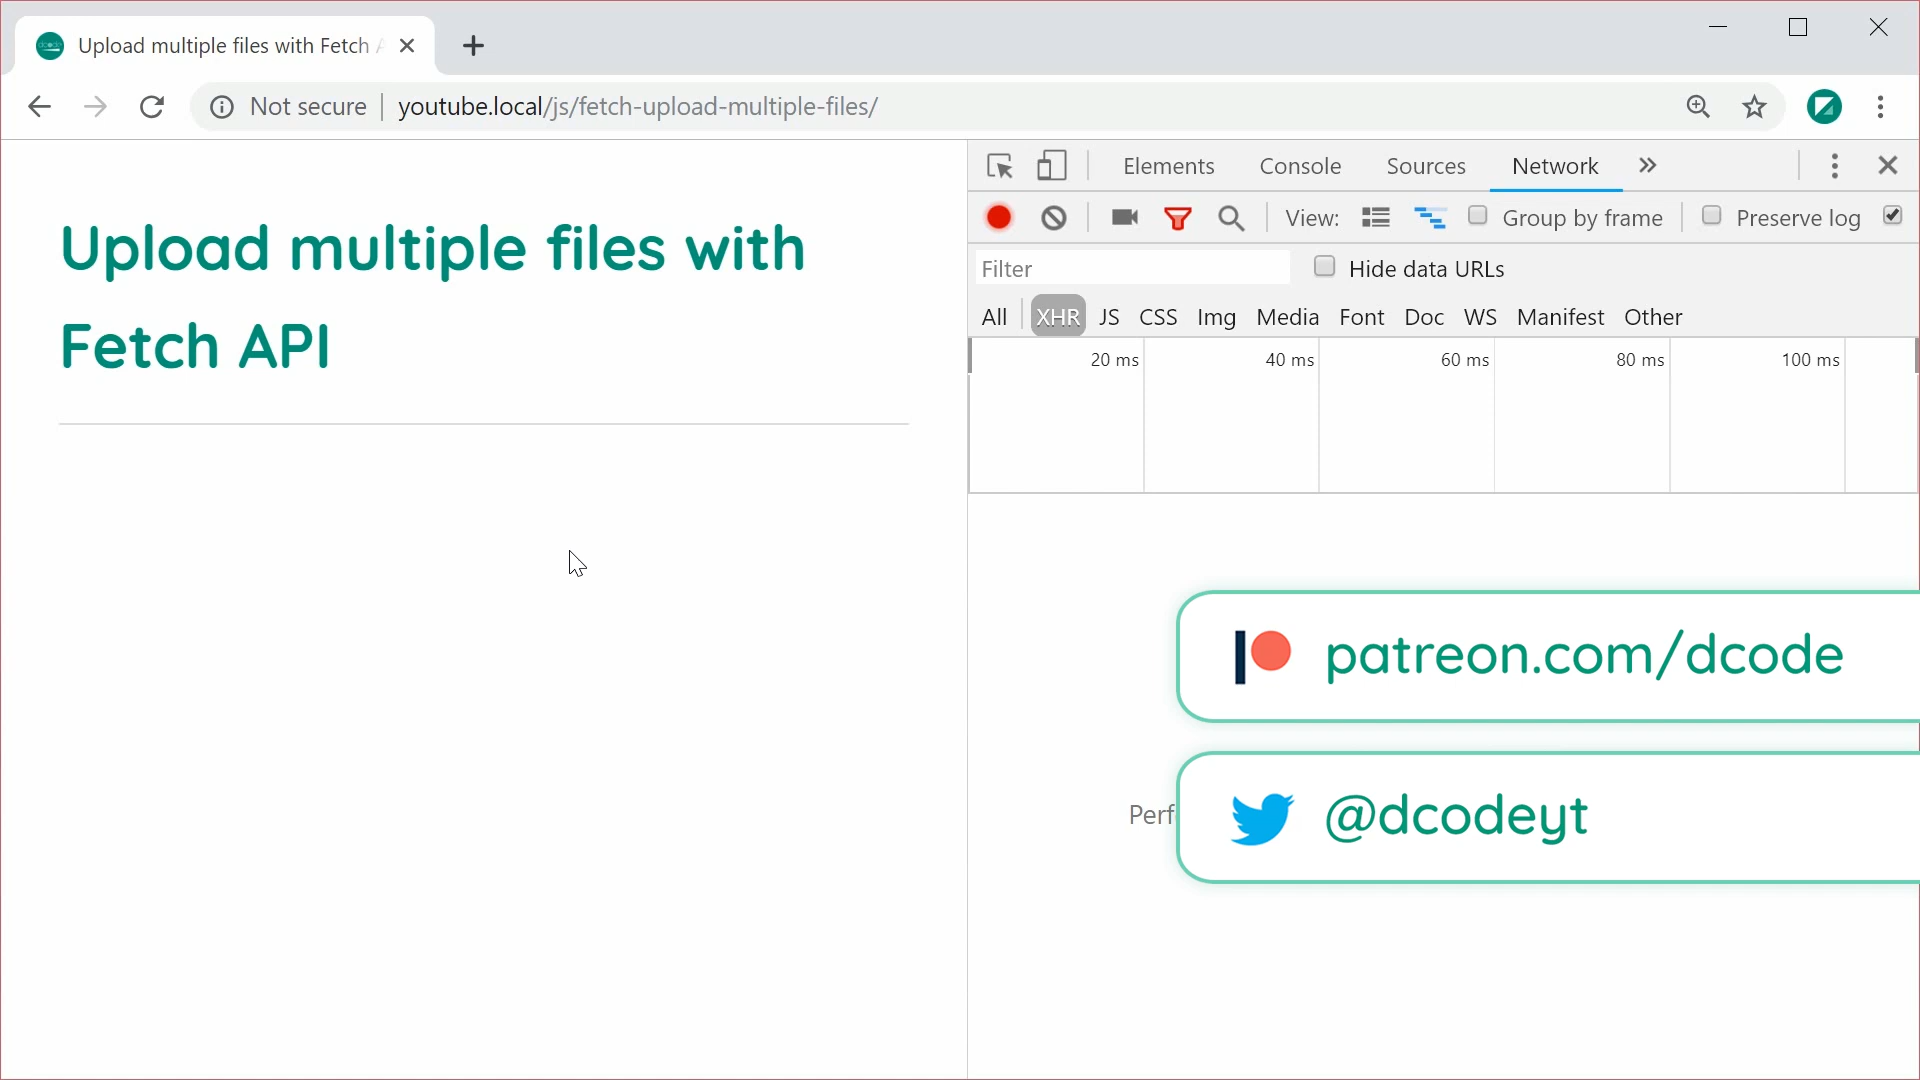 Upload multiple files with Fetch
Not secure youtube.local/js/fetch-upload-multiple-files/
Upload multiple files with
Fetch API
Elements Console Sources Network
View: Group by frame Preserve log
Filter Hide data URLs
All XHR JS CSS Img Media Font Doc WS Manifest Other
20 ms 40 ms 60 ms 80 ms 100 ms
patreon.com/dcode
@dcodeyt